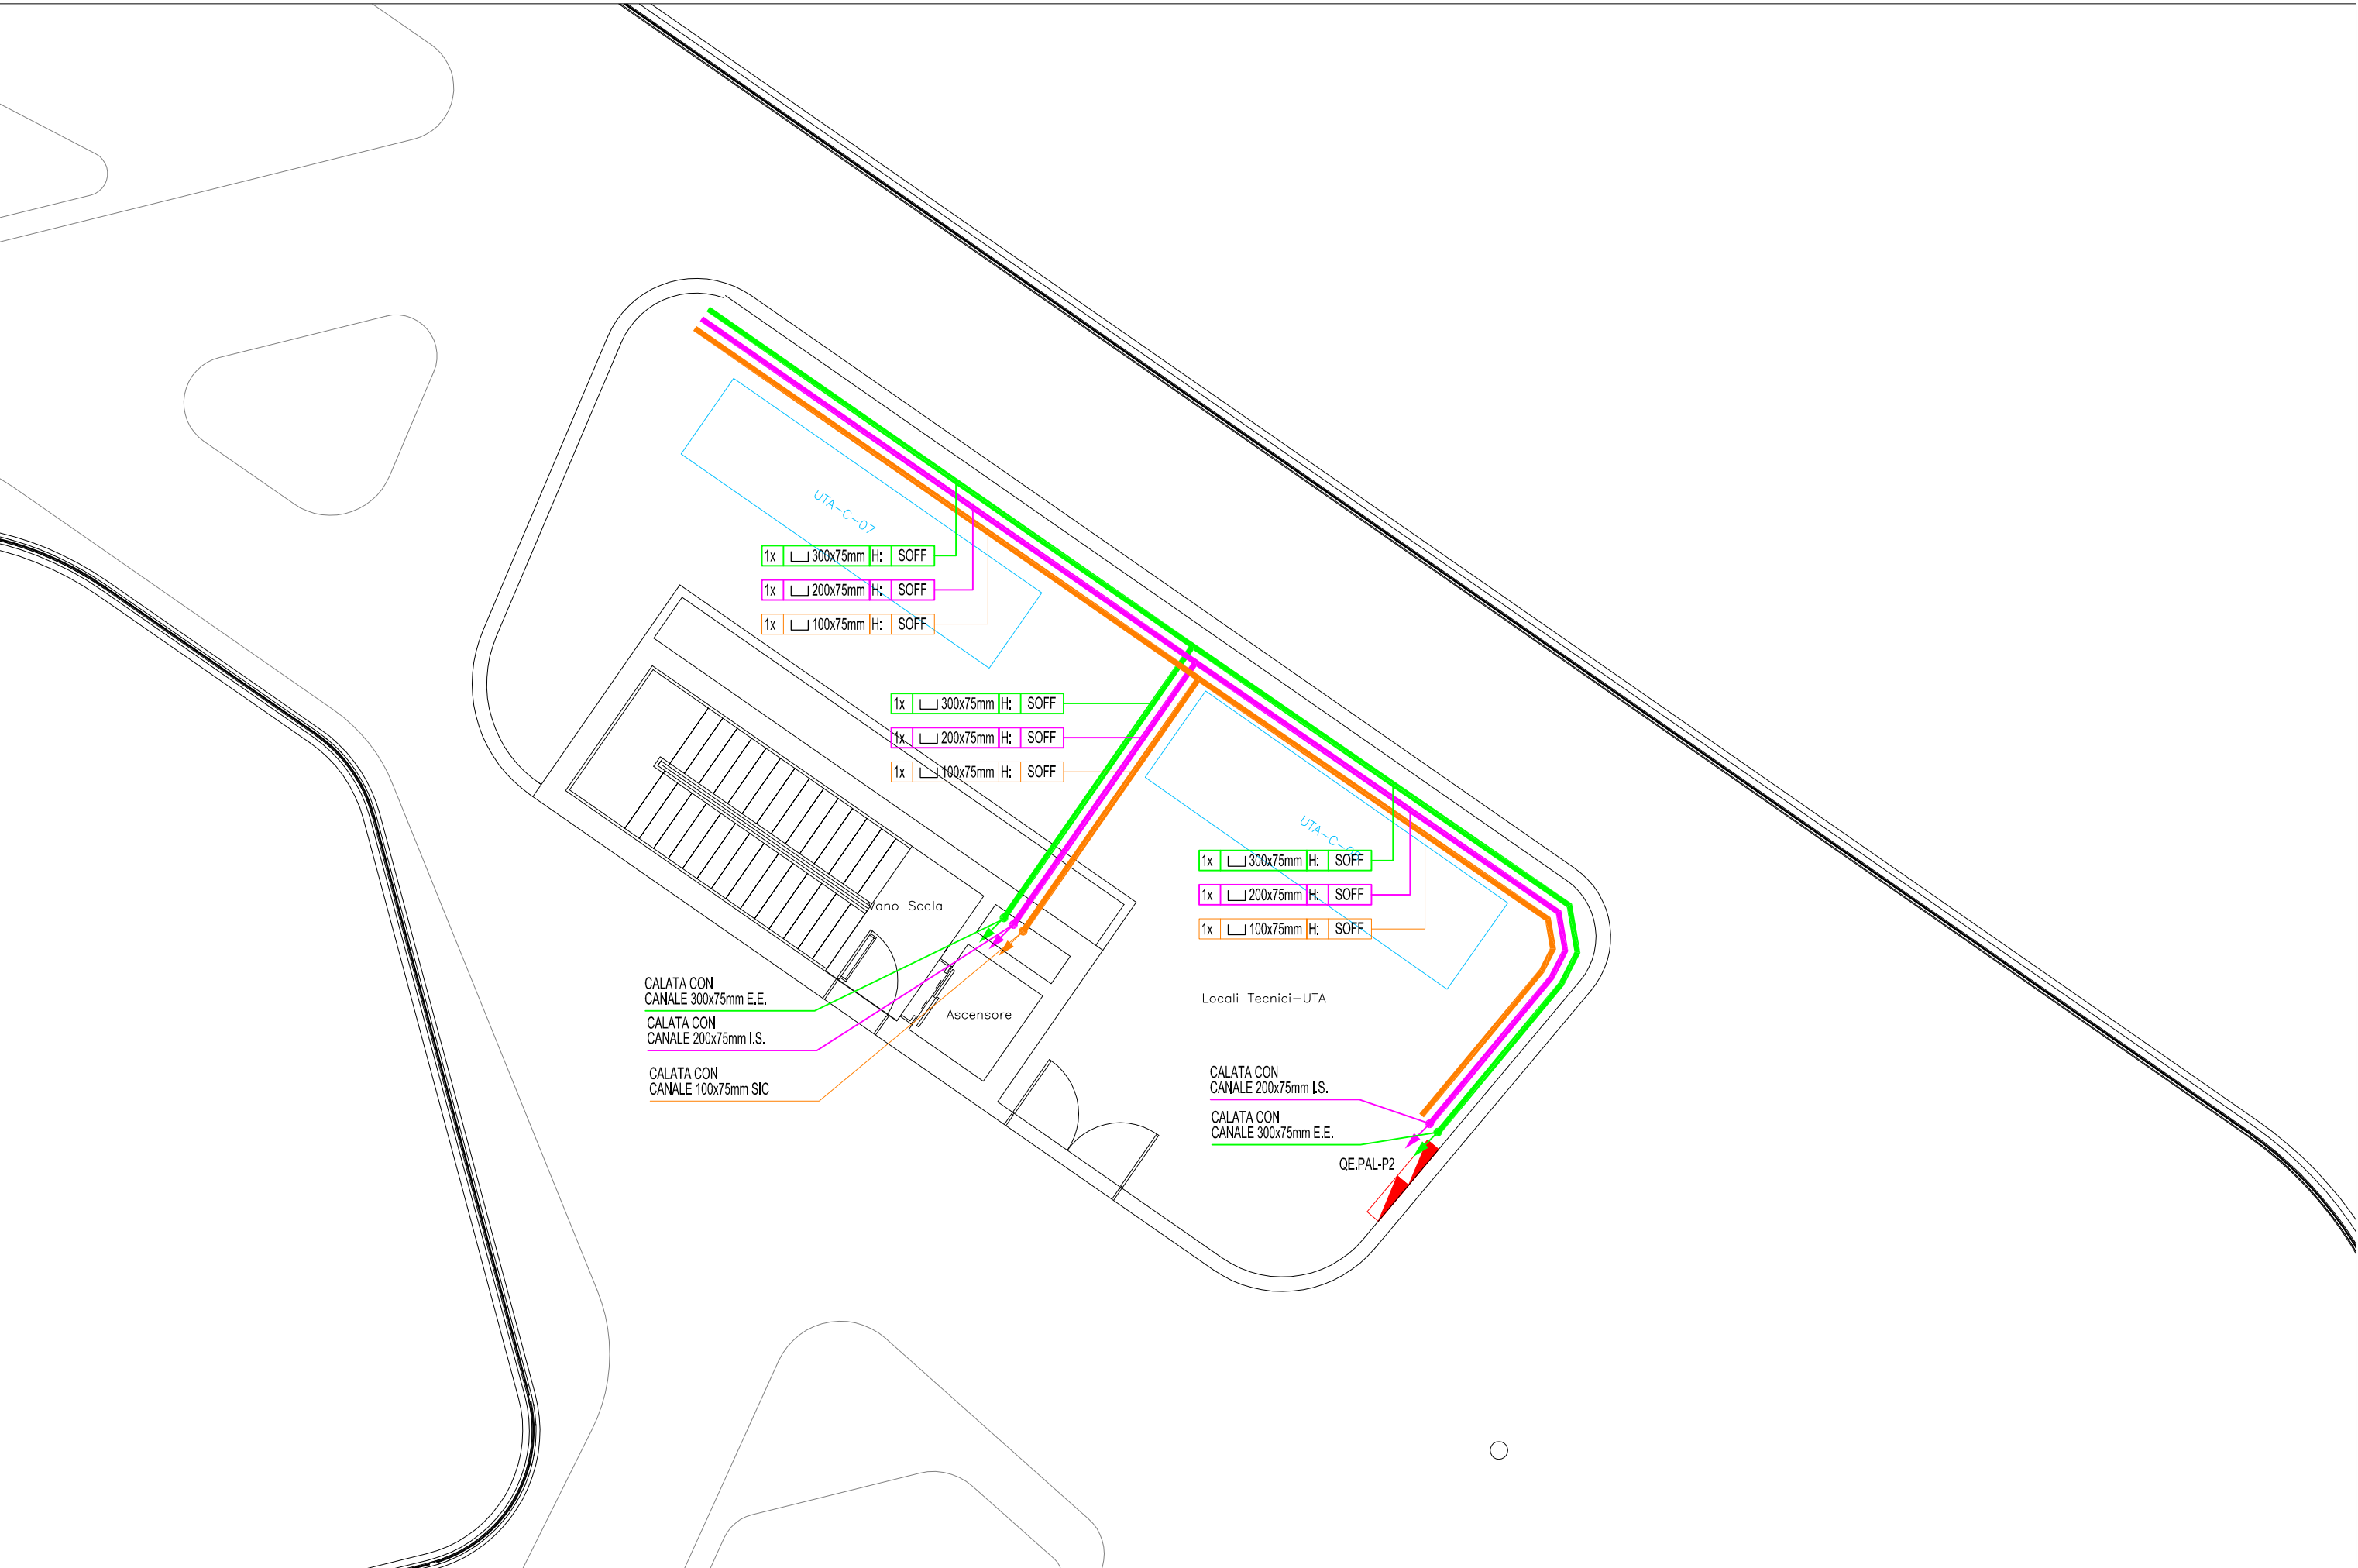 UTA-C-07
1x 300x75mm H: SOFF
1x 200x75mm H: SOFF
1x 100x75mm H: SOFF
1x 300x75mm H: SOFF
1x 200x75mm H: SOFF
1x 100x75mm H: SOFF
1x 300x75mm H: SOFF
1x 200x75mm H: SOFF
1x 100x75mm H: SOFF
Vano Scala
CALATA CON
CANALE 300x75mm E.E.
CALATA CON
CANALE 200x75mm I.S.
CALATA CON
CANALE 100x75mm SIC
Ascensore
Locali Tecnici-UTA
CALATA CON
CANALE 200x75mm I.S.
CALATA CON
CANALE 300x75mm E.E.
QE.PAL-P2